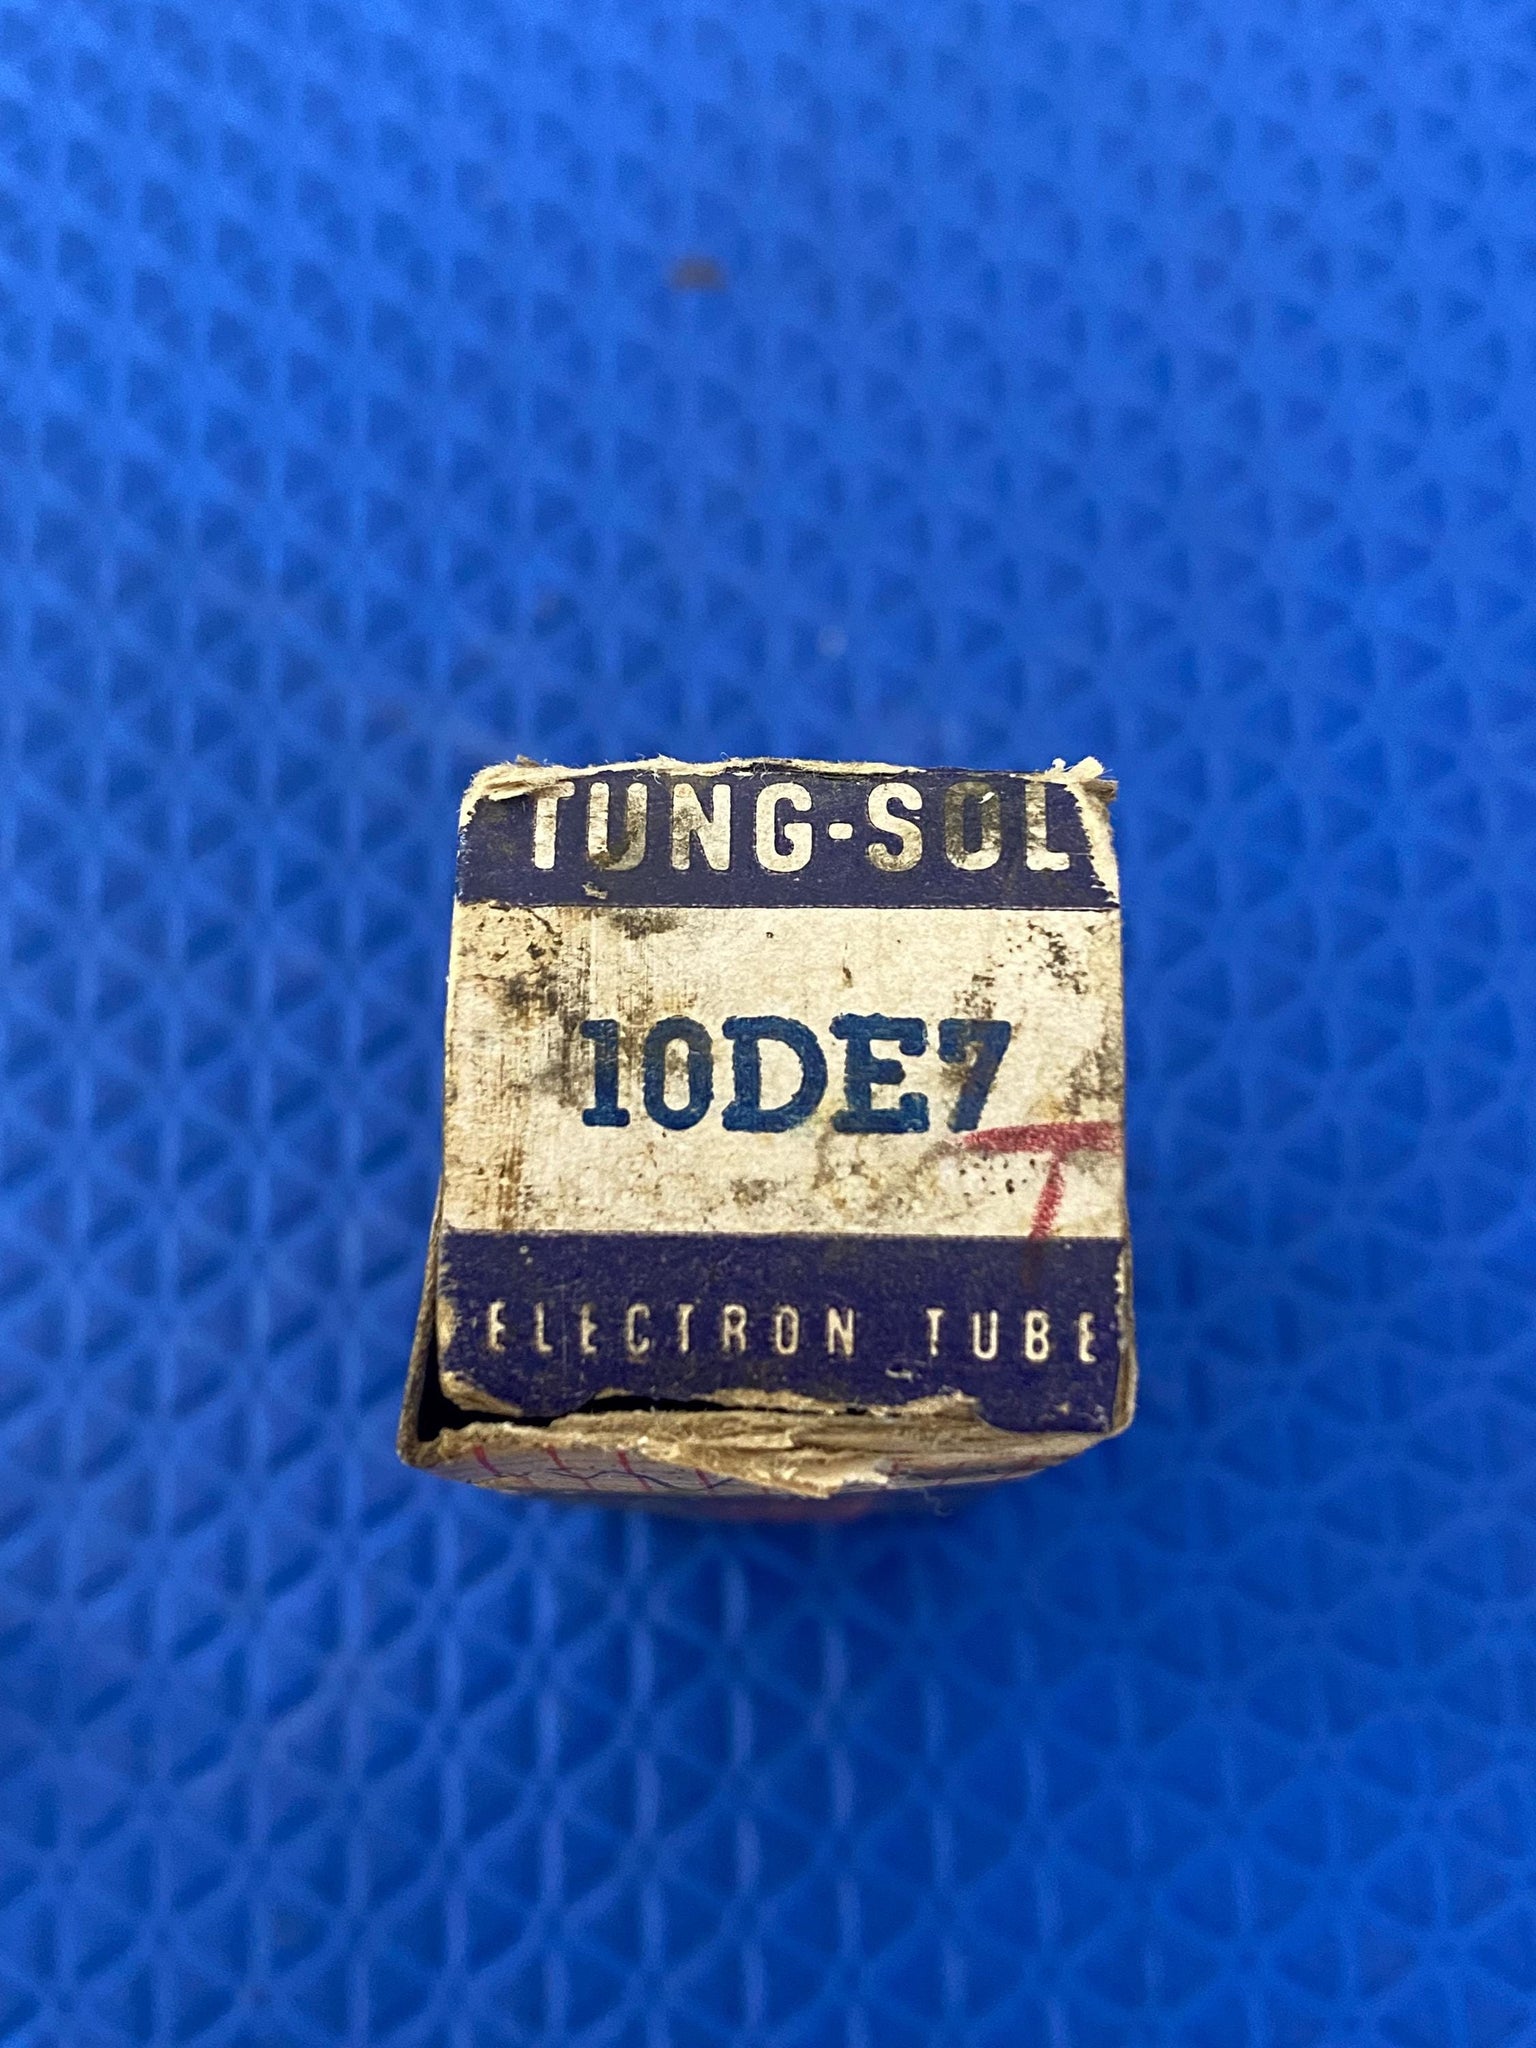 TUNG-SOL
10DE7
T
ELECTRON TUBE